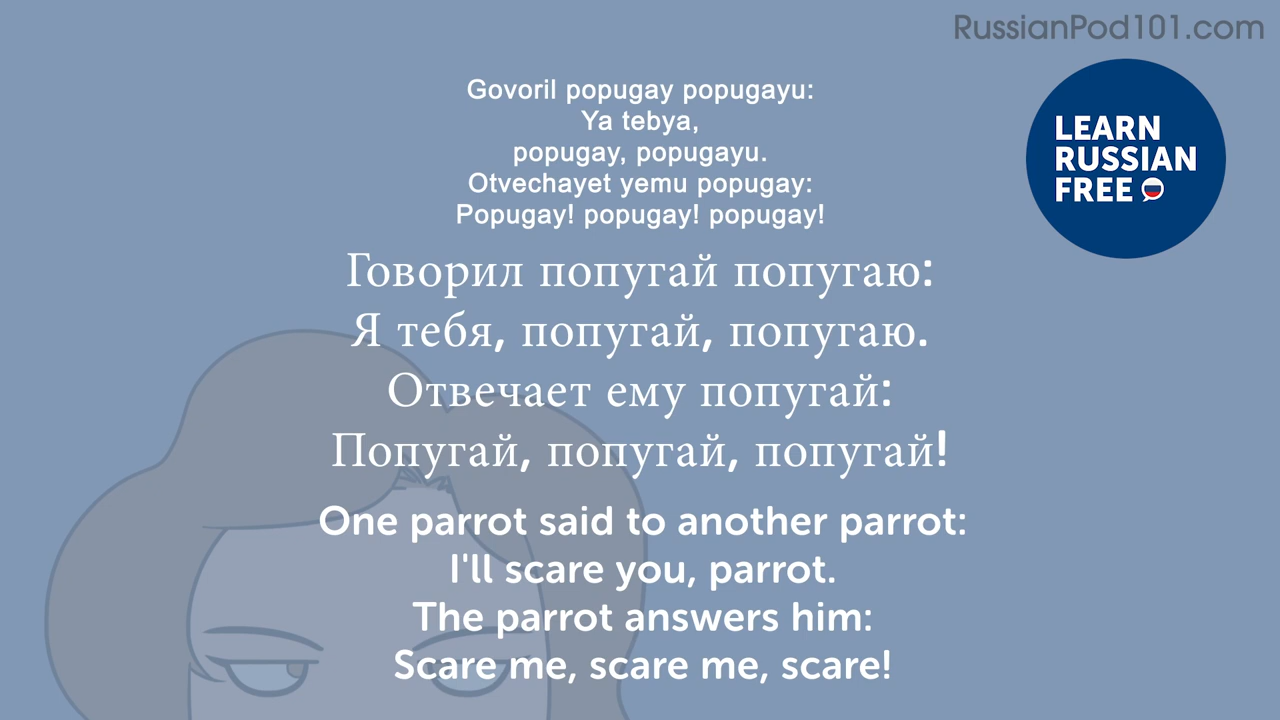 RussianPod101.com
Govoril popugay popugayu:
Ya tebya,
popugay, popugayu.
Otvechayet yemu popugay:
Popugay! popugay! popugay!
LEARN
RUSSIAN
FREE
Говорил попугай попугаю:
Я тебя, попугай, попугаю.
Отвечает ему попугай:
Попугай, попугай, попугай!
One parrot said to another parrot:
I'll scare you, parrot.
The parrot answers him:
Scare me, scare me, scare!